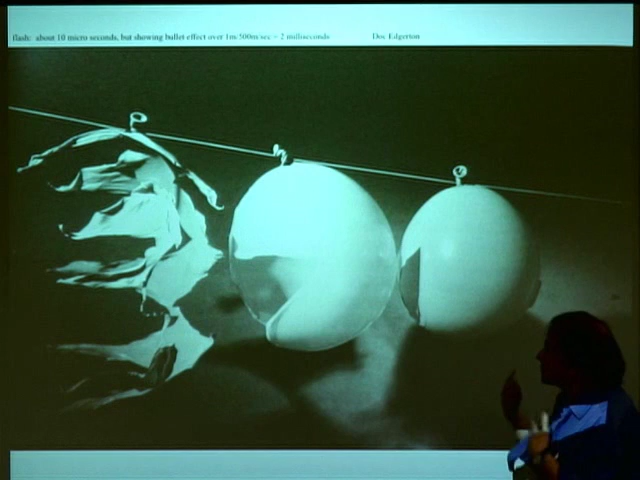 flash: about 10 micro seconds, but showing bullet effect over 1m/500m/sec = 2 milliseconds Doc Edgerton